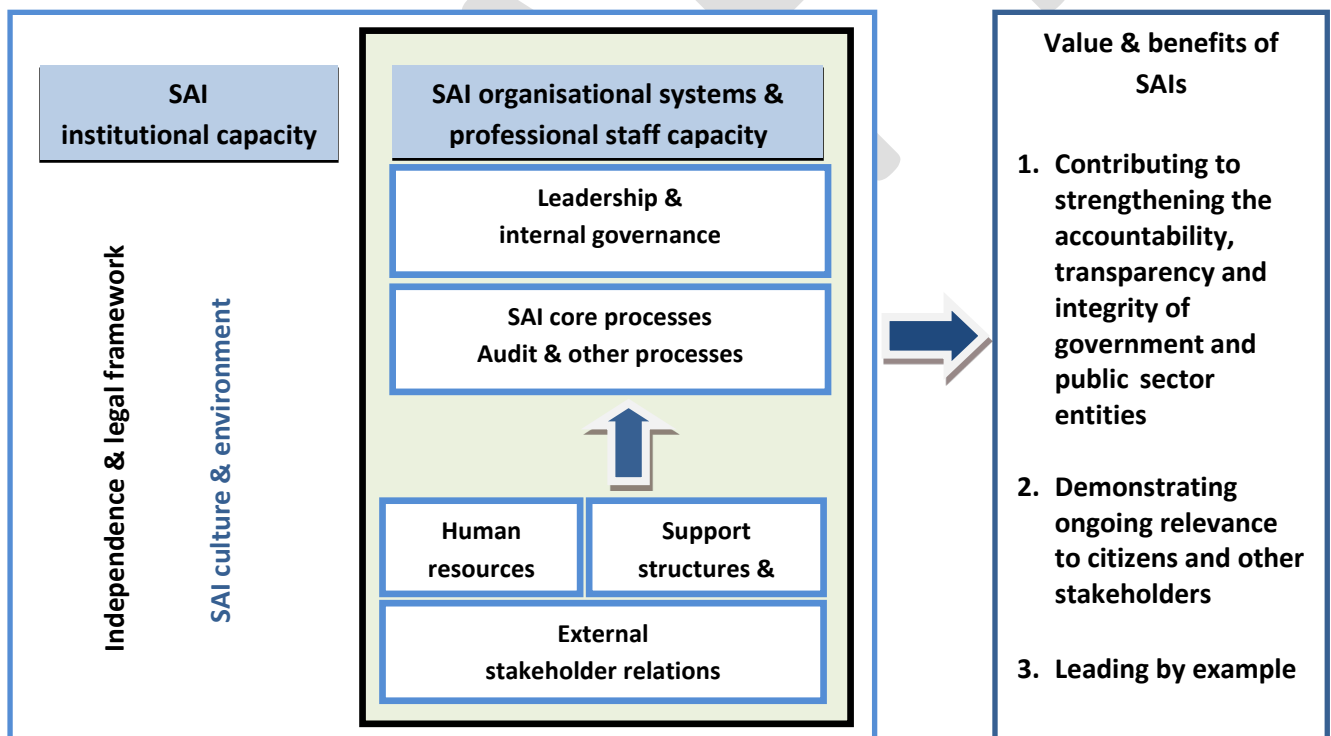 SAI
institutional capacity
Independence & legal framework
SAI culture & environment
SAI organisational systems &
professional staff capacity
Leadership &
internal governance
SAI core processes
Audit & other processes
Human
resources
Support
structures &
External
stakeholder relations
Value & benefits of
SAIs
1. Contributing to
strengthening the
accountability,
transparency and
integrity of
government and
public sector
entities
2. Demonstrating
ongoing relevance
to citizens and other
stakeholders
3. Leading by example